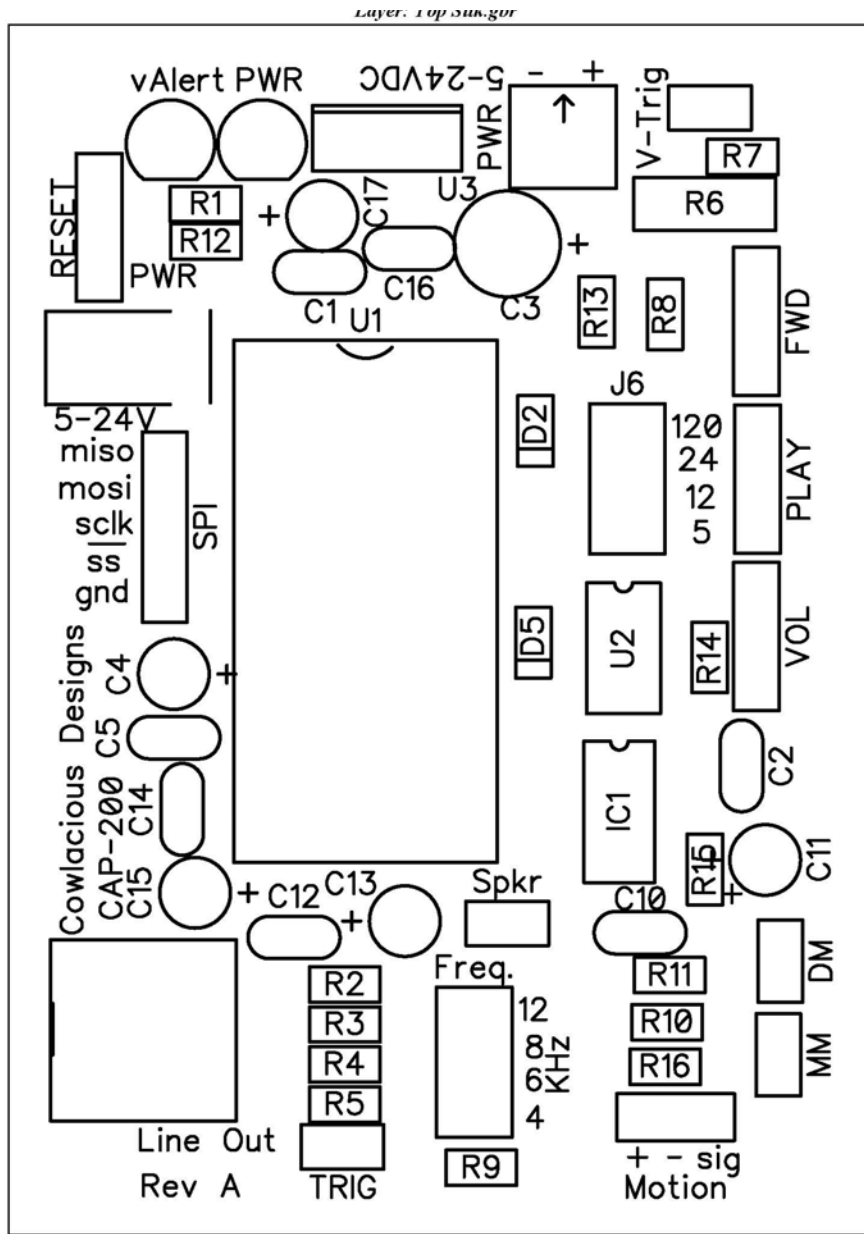 Layer: Top Silk.gbr
vAlert PWR
5-24VDC
- +
PWR
V-Trig
R7
R6
RESET
R1
R12
PWR
+
C17
U3
C16
C1
+
C3
R13
R8
FWD
U1
5-24V
miso
mosi
sclk
ss
gnd
SPI
D2
J6
120
24
12
5
PLAY
D5
U2
R14
VOL
Cowlacious Designs
CAP-200
C4
+
C5
C14
C15
+
IC1
C2
R15
+
+
C11
C12
+
C13
Spkr
C10
R11
DM
R2
R3
R4
R5
Freq.
12
8
6
4
KHz
R10
R16
MM
Line Out
Rev A
TRIG
R9
+ - sig
Motion